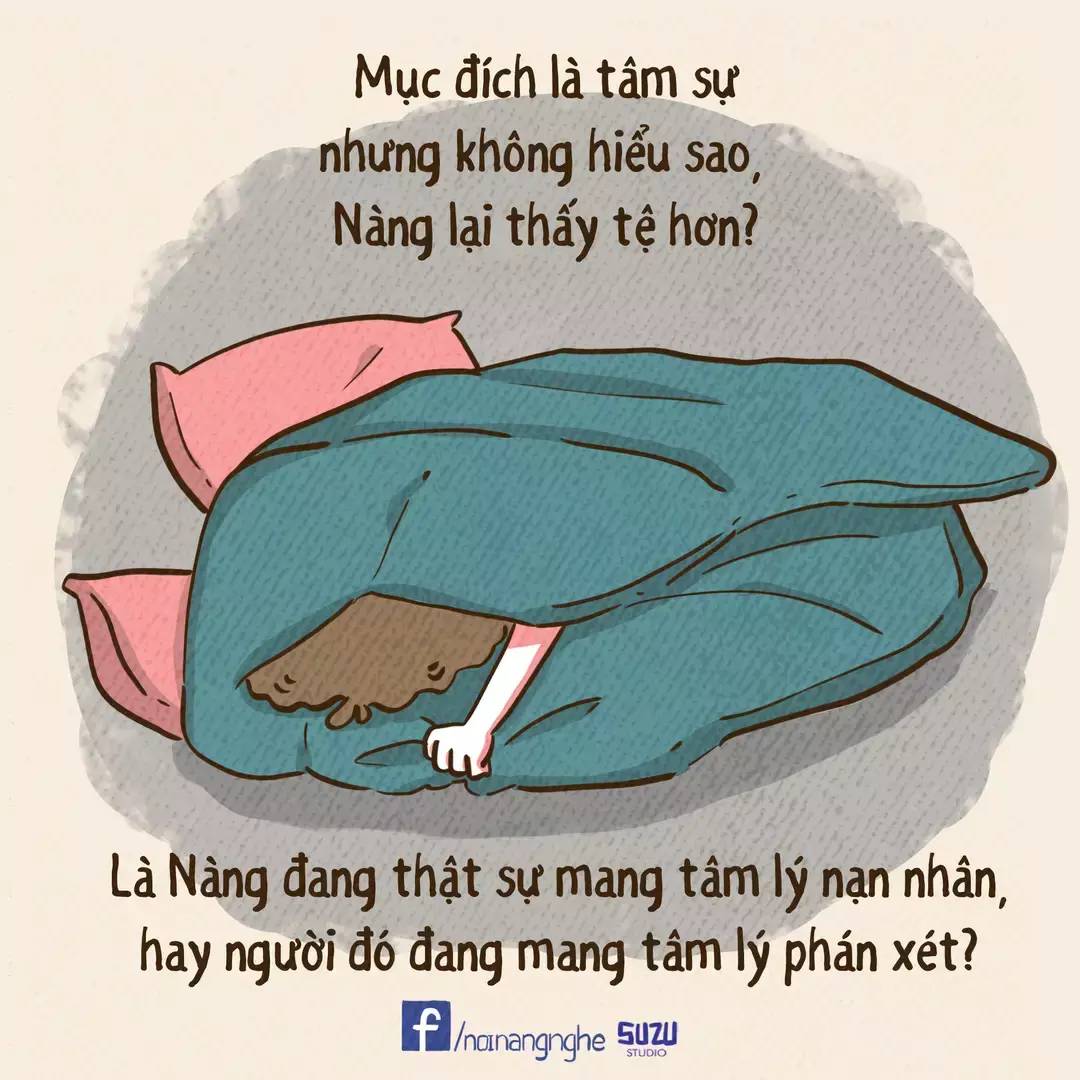 Mục đích là tâm sự
nhưng không hiểu sao,
Nàng lại thấy tệ hơn?
Là Nàng đang thật sự mang tâm lý nạn nhân,
hay người đó đang mang tâm lý phán xét?
f /noinangnghe SUZU
STUDIO